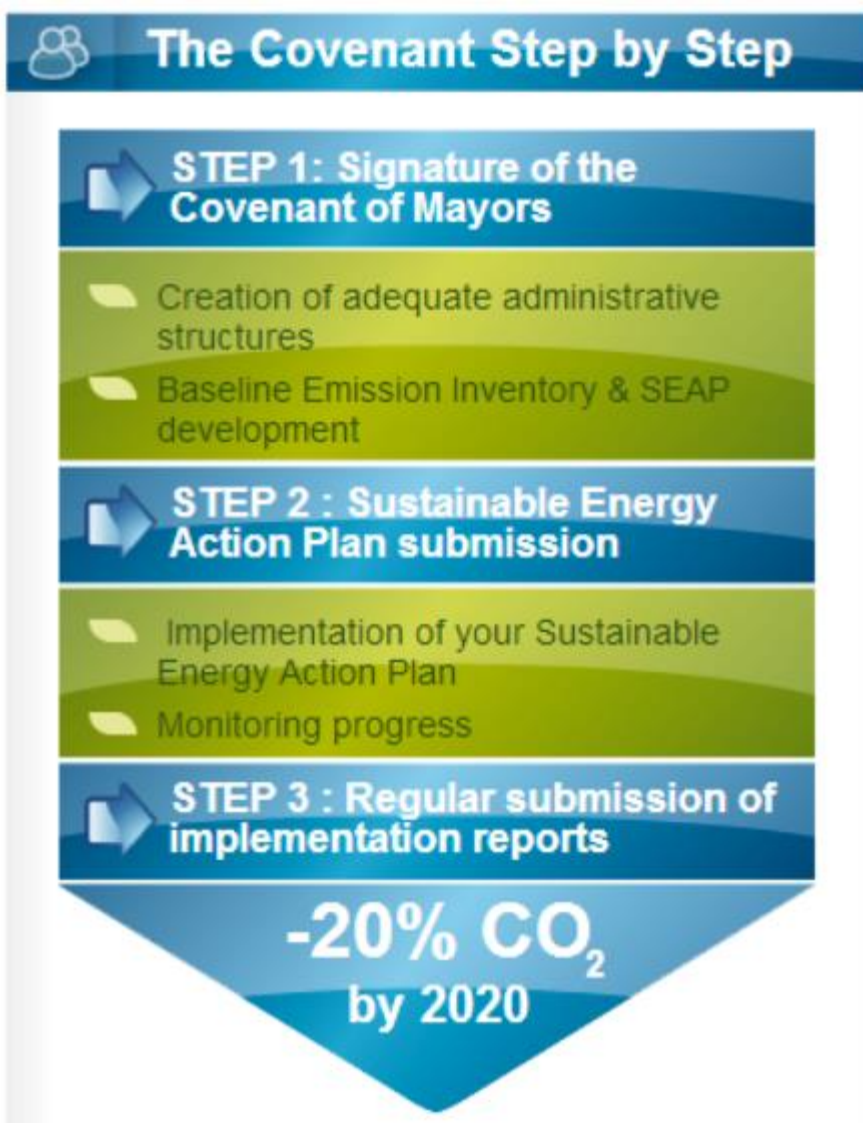 The Covenant Step by Step
STEP 1: Signature of the
Covenant of Mayors
Creation of adequate administrative
structures
Baseline Emission Inventory & SEAP
development
STEP 2 : Sustainable Energy
Action Plan submission
Implementation of your Sustainable
Energy Action Plan
Monitoring progress
STEP 3 : Regular submission of
implementation reports
-20% CO₂
by 2020